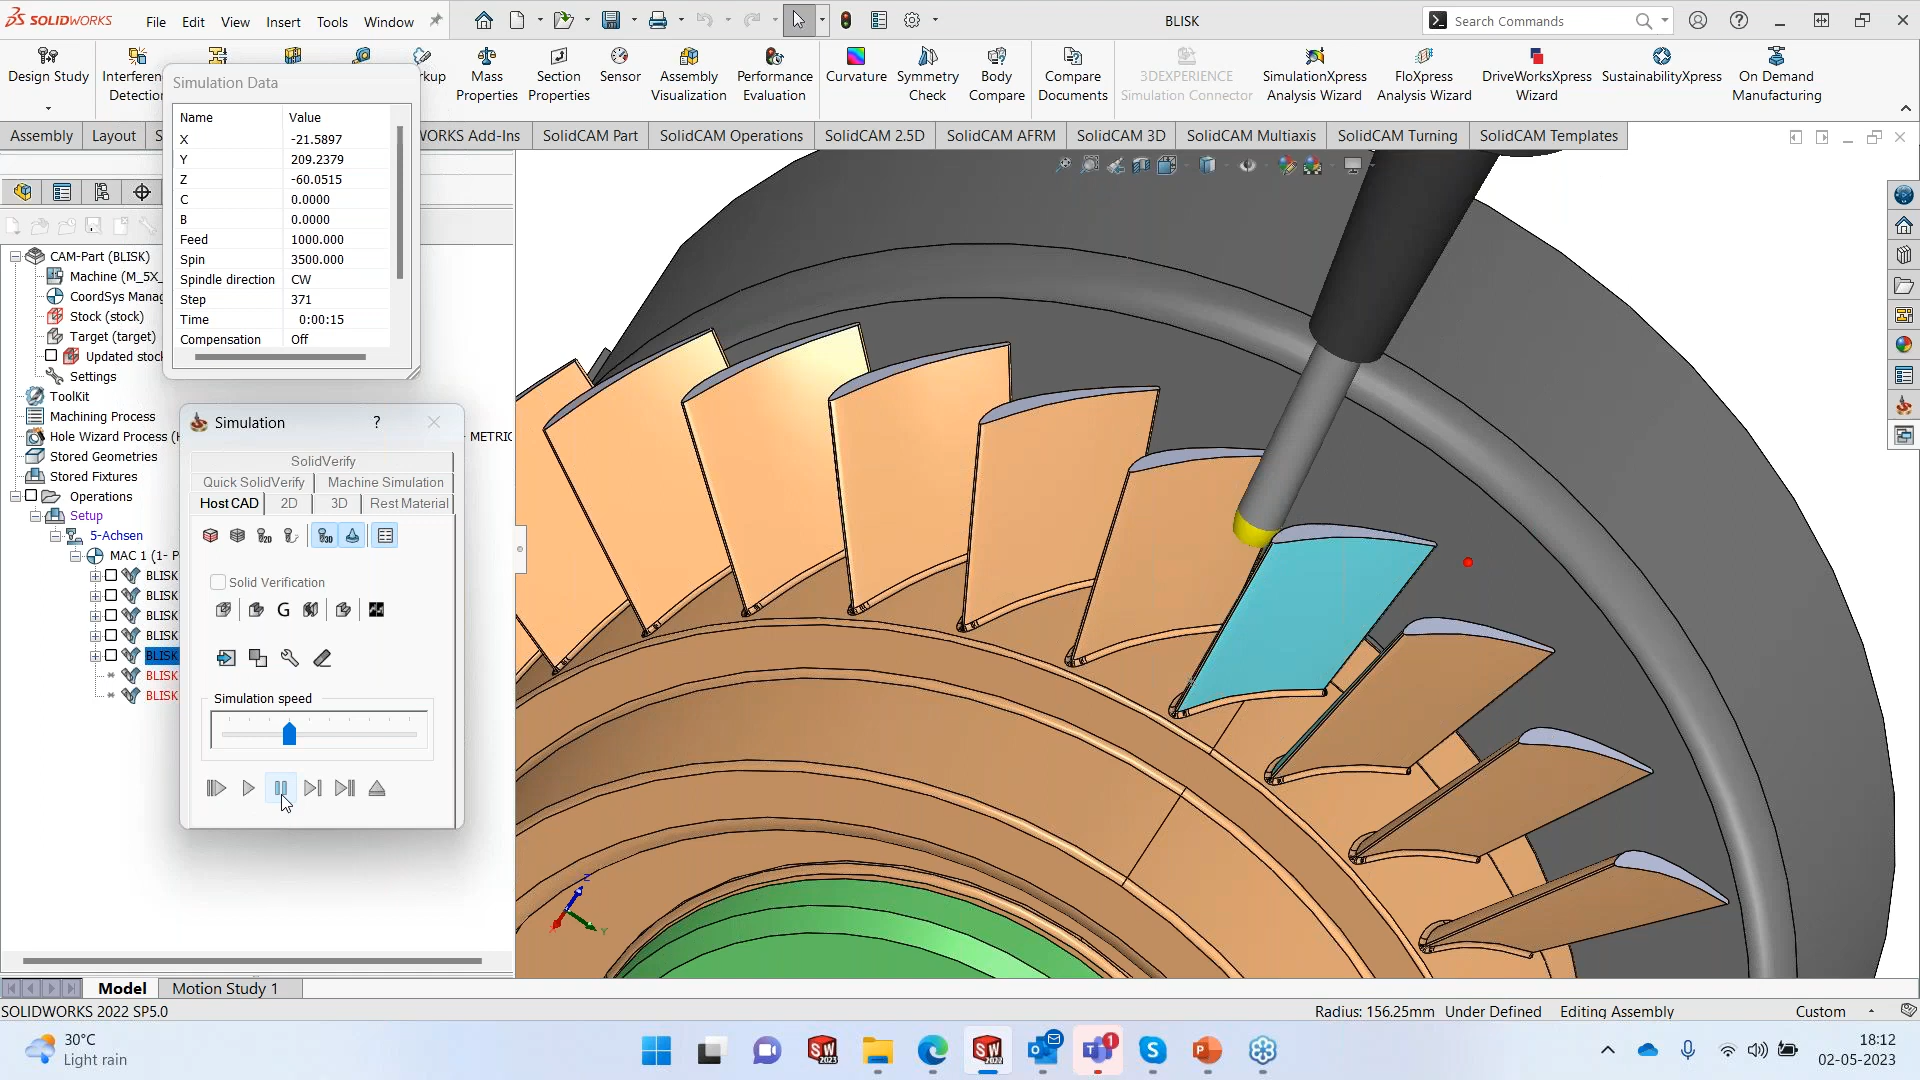 SOLIDWORKS
File Edit View Insert Tools Window
BLISK
Search Commands
Design Study
Mass Properties
Section Properties
Sensor
Assembly Visualization
Performance Evaluation
Curvature
Symmetry Check
Body Compare
Compare Documents
3DEXPERIENCE Simulation Connector
SimulationXpress Analysis Wizard
FloXpress Analysis Wizard
DriveWorksXpress Wizard
SustainabilityXpress
On Demand Manufacturing
Assembly Layout S
WORKS Add-Ins SolidCAM Part SolidCAM Operations SolidCAM 2.5D SolidCAM AFRM SolidCAM 3D SolidCAM Multiaxis SolidCAM Turning SolidCAM Templates
Simulation Data
Name Value
X -21.5897
Y 209.2379
Z -60.0515
C 0.0000
B 0.0000
Feed 1000.000
Spin 3500.000
Spindle direction CW
Step 371
Time 0:00:15
Compensation Off
CAM-Part (BLISK)
Machine (M_5X_
CoordSys Manag
Stock (stock)
Target (target)
Updated stock
Settings
ToolKit
Machining Process
Hole Wizard Process (H
- METRIC
Stored Geometries
Stored Fixtures
Operations
Setup
5-Achsen
MAC 1 (1- P
BLISK
BLISK
BLISK
BLISK
BLISK
BLISK
BLISK
Simulation ?
SolidVerify
Quick SolidVerify Machine Simulation
Host CAD 2D 3D Rest Material
Solid Verification
G
Simulation speed
Z
X
Y
Model Motion Study 1
SOLIDWORKS 2022 SP5.0
Radius: 156.25mm Under Defined Editing Assembly Custom
30°C
Light rain
18:12
02-05-2023